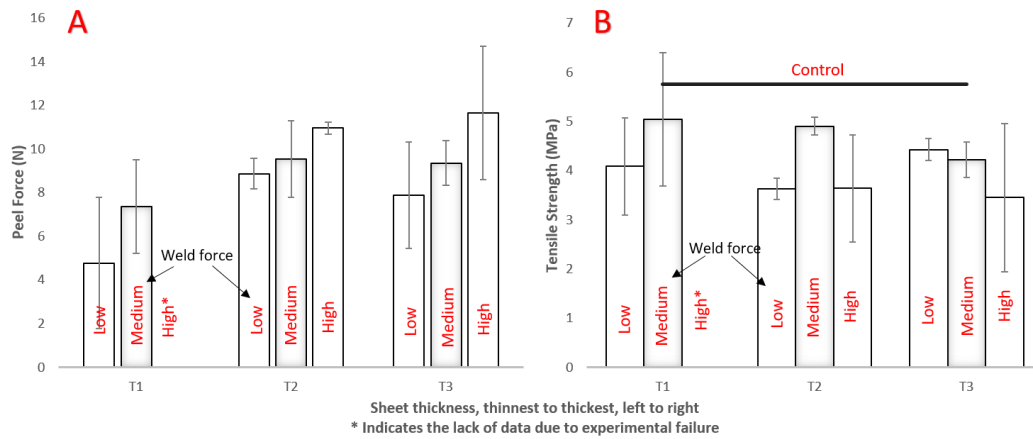 A
Peel Force (N)
16
14
12
10
8
6
4
2
0
Weld force
Low
Medium
High*
Low
Medium
High
Low
Medium
High
T1
T2
T3
B
Tensile Strength (MPa)
7
6
5
4
3
2
1
0
Control
Weld force
Low
Medium
High*
Low
Medium
High
Low
Medium
High
T1
T2
T3
Sheet thickness, thinnest to thickest, left to right
* Indicates the lack of data due to experimental failure